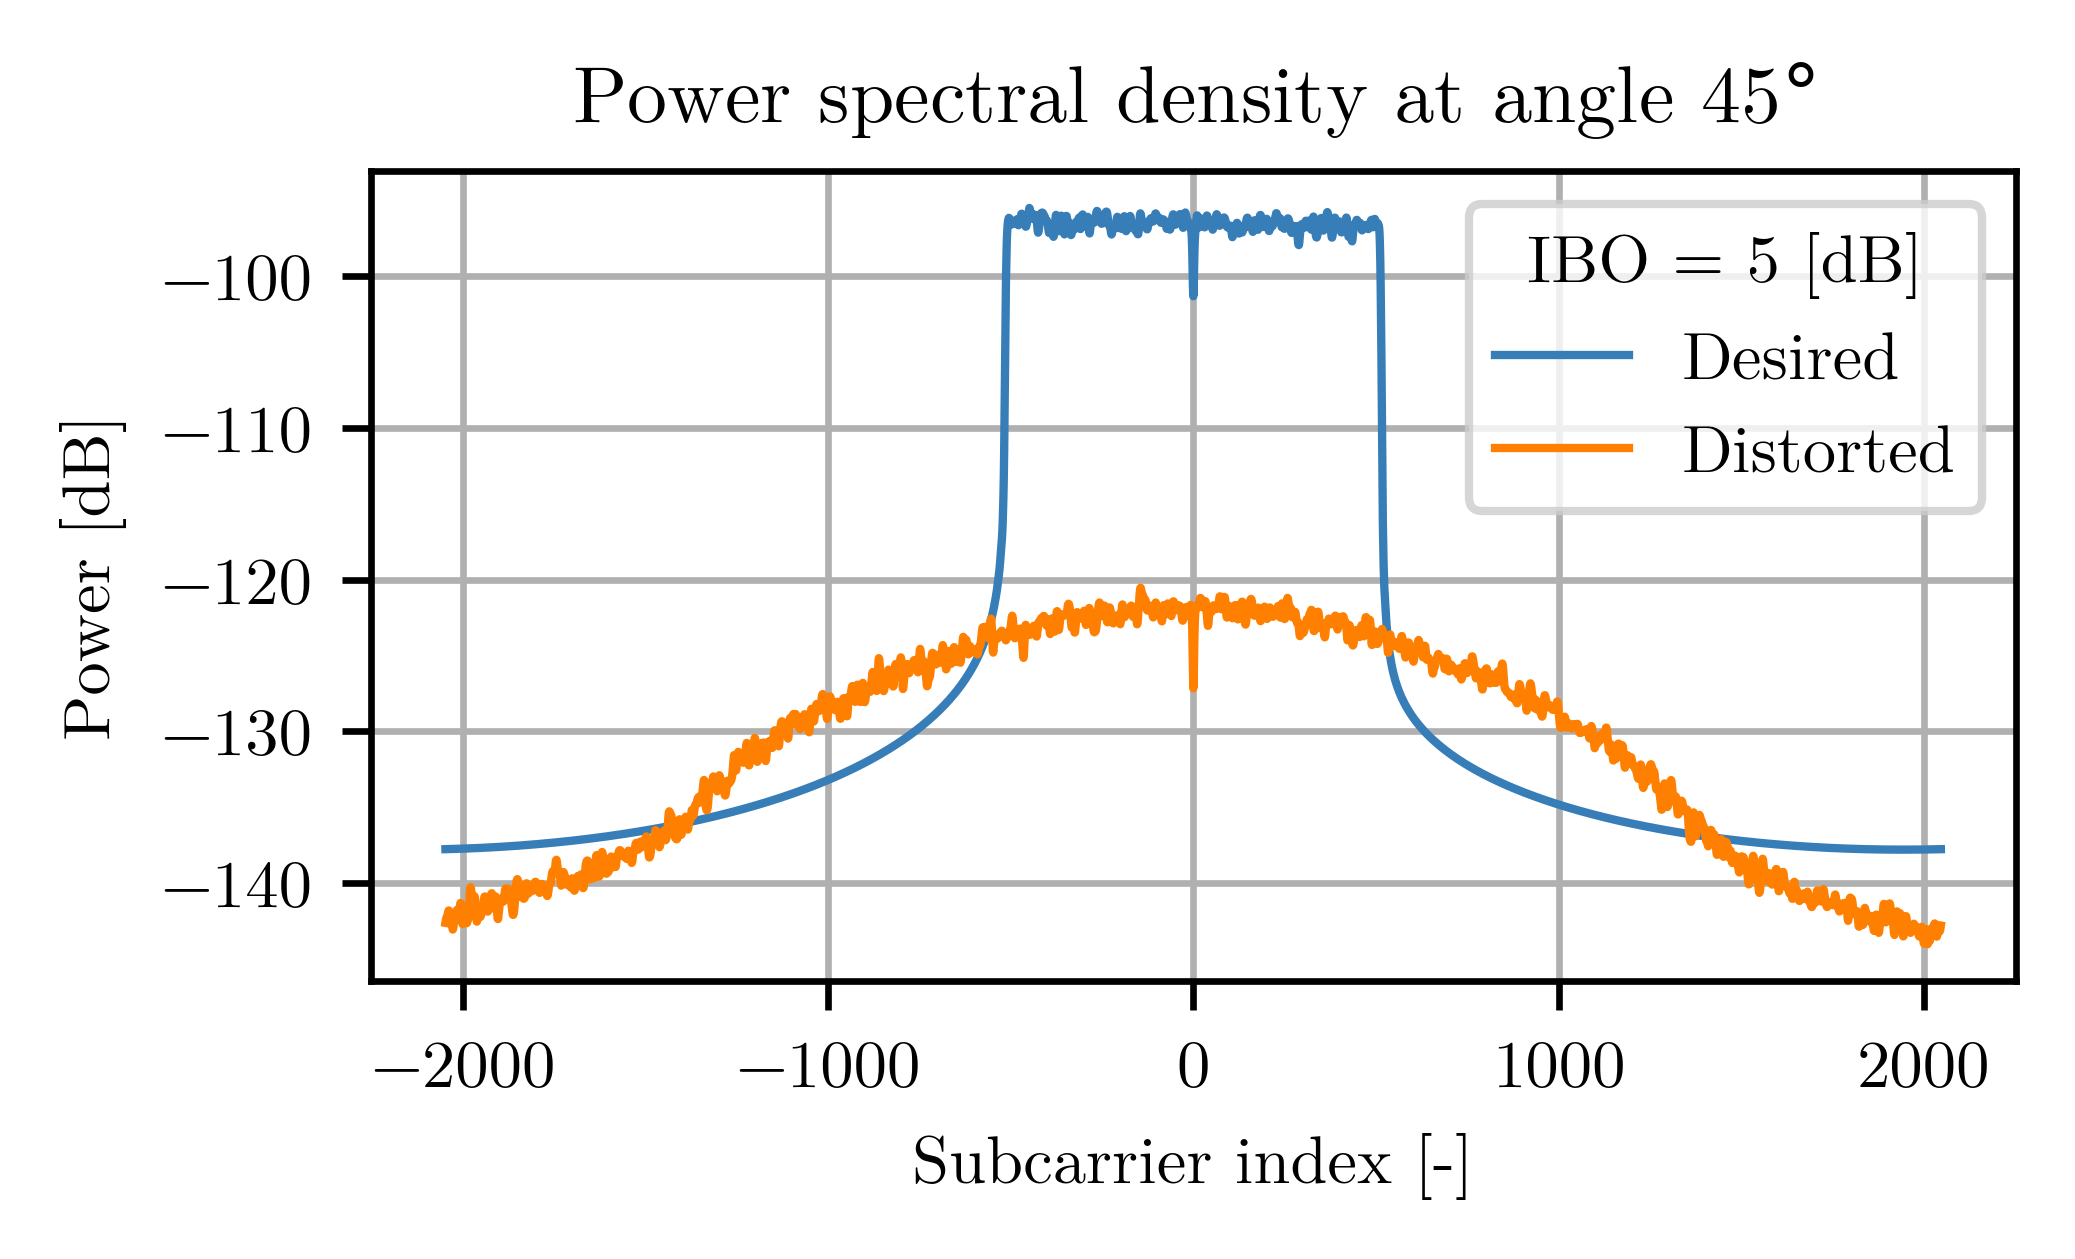 Power spectral density at angle 45°
Power [dB]
−100
−110
−120
−130
−140
IBO = 5 [dB]
Desired
Distorted
−2000 −1000 0 1000 2000
Subcarrier index [-]